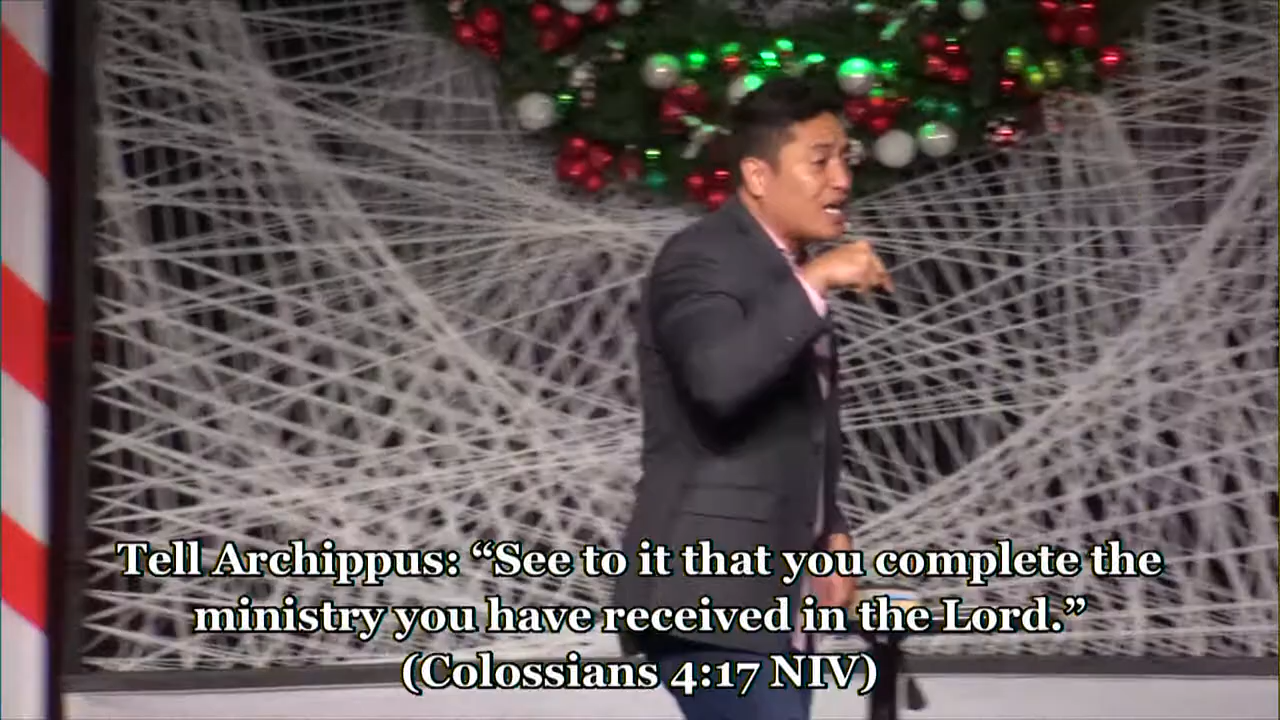 Tell Archippus: “See to it that you complete the
ministry you have received in the Lord.”
(Colossians 4:17 NIV)